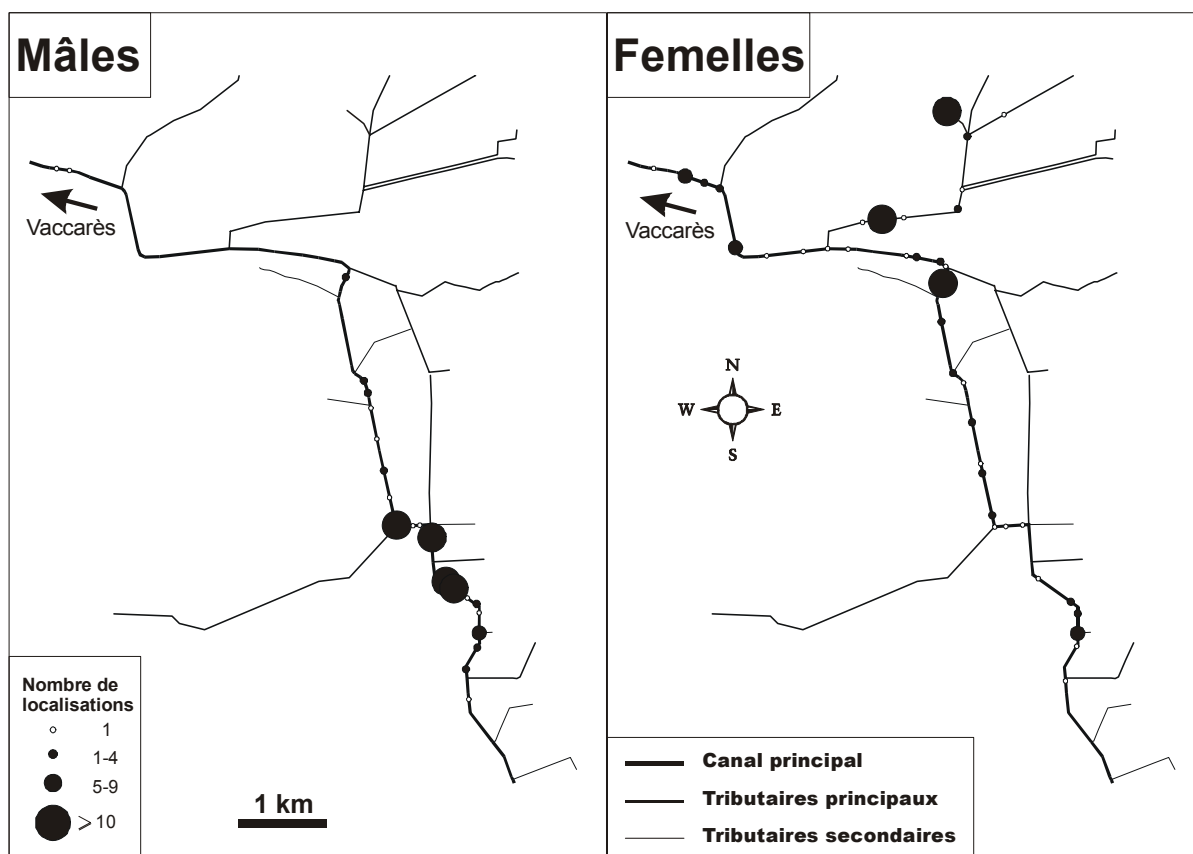 Mâles
Vaccarès
Nombre de
localisations
1
1-4
5-9
> 10
1 km
Femelles
Vaccarès
N
W E
S
Canal principal
Tributaires principaux
Tributaires secondaires